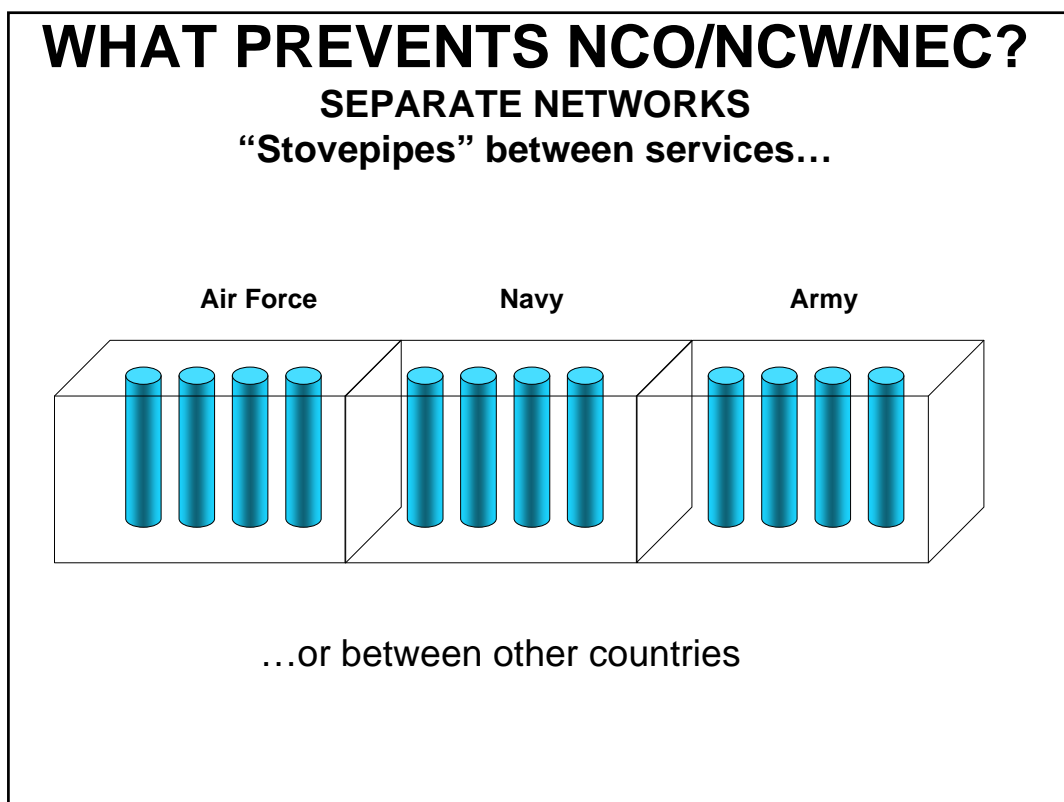 WHAT PREVENTS NCO/NCW/NEC?
SEPARATE NETWORKS
“Stovepipes” between services…
Air Force Navy Army
…or between other countries